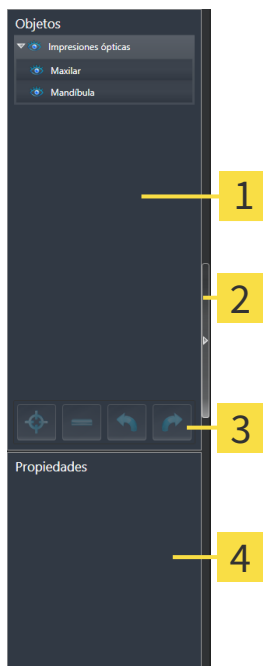 Objetos
Impresiones ópticas
Maxilar
Mandíbula
1
2
3
Propiedades
4